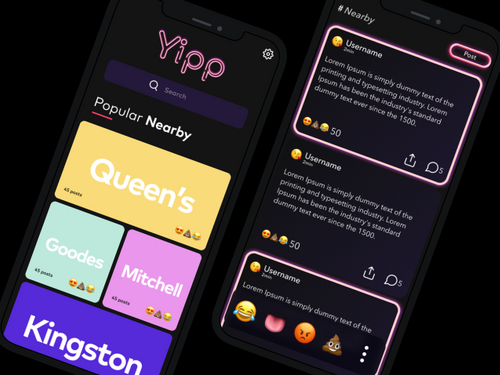 Yipp
Search
Popular Nearby
Queen's
45 posts
Goodes
45 posts
Mitchell
45 posts
Kingston
# Nearby
Post
Username
2min
Lorem Ipsum is simply dummy text of the
printing and typesetting industry. Lorem
Ipsum has been the industry's standard
dummy text ever since the 1500.
50
5
Username
2min
Lorem Ipsum is simply dummy text of the
printing and typesetting industry. Lorem
Ipsum has been the industry's standard
dummy text ever since the 1500.
50
5
Username
2min
Lorem Ipsum is simply dummy text of the